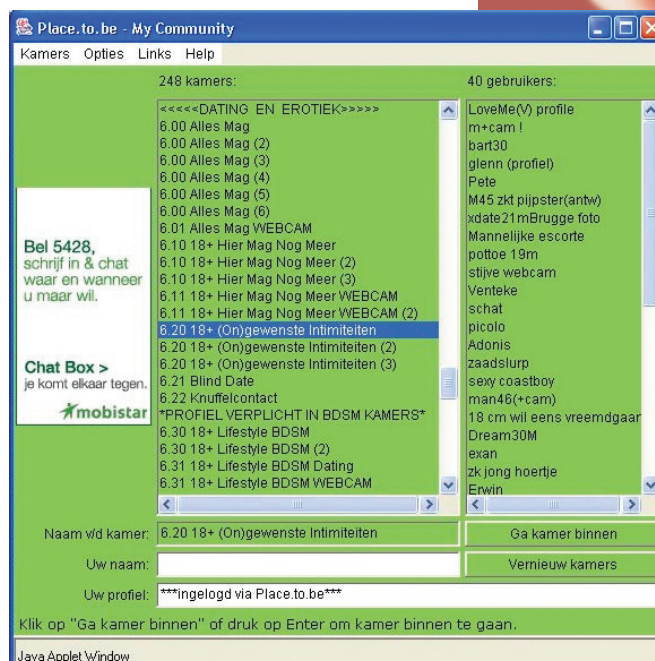 Place.to.be - My Community
Kamers Opties Links Help
248 kamers:
<<<<<DATING EN EROTIEK>>>>>
6.00 Alles Mag
6.00 Alles Mag (2)
6.00 Alles Mag (3)
6.00 Alles Mag (4)
6.00 Alles Mag (5)
6.00 Alles Mag (6)
6.01 Alles Mag WEBCAM
6.10 18+ Hier Mag Nog Meer
6.10 18+ Hier Mag Nog Meer (2)
6.10 18+ Hier Mag Nog Meer (3)
6.11 18+ Hier Mag Nog Meer WEBCAM
6.11 18+ Hier Mag Nog Meer WEBCAM (2)
6.20 18+ (On)gewenste Intimiteiten
6.20 18+ (On)gewenste Intimiteiten (2)
6.20 18+ (On)gewenste Intimiteiten (3)
6.21 Blind Date
6.22 Knuffelcontact
*PROFIEL VERPLICHT IN BDSM KAMERS*
6.30 18+ Lifestyle BDSM
6.30 18+ Lifestyle BDSM (2)
6.31 18+ Lifestyle BDSM Dating
6.31 18+ Lifestyle BDSM WEBCAM
40 gebruikers:
LoveMe(V) profile
m+cam !
bart30
glenn (profiel)
Pete
M45 zkt pijpster(antw)
xdate21mBrugge foto
Mannelijke escorte
pottoe 19m
stijve webcam
Venteke
schat
picolo
Adonis
zaadslurp
sexy coastboy
man46(+cam)
18 cm wil eens vreemdgaar
Dream30M
exan
zk jong hoertje
Erwin
Bel 5428,
schrijf in & chat
waar en wanneer
u maar wil.
Chat Box >
je komt elkaar tegen.
mobistar
Naam v/d kamer: 6.20 18+ (On)gewenste Intimiteiten
Ga kamer binnen
Uw naam:
Vernieuw kamers
Uw profiel: ***ingelogd via Place.to.be***
Klik op "Ga kamer binnen" of druk op Enter om kamer binnen te gaan.
Java Applet Window